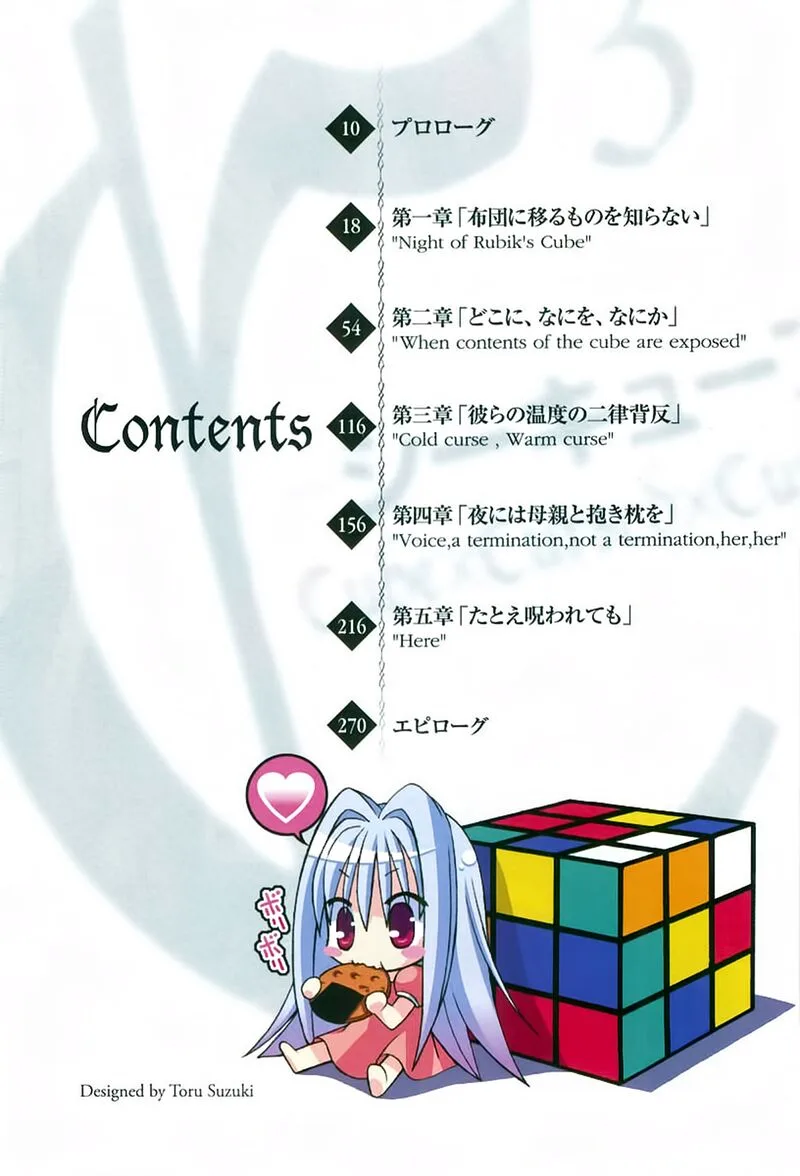 10 プロローグ
18 第一章「布団に移るものを知らない」
"Night of Rubik's Cube"
54 第二章「どこに、なにを、なにか」
"When contents of the cube are exposed"
Contents
116 第三章「彼らの温度の二律背反」
"Cold curse , Warm curse"
156 第四章「夜には母親と抱き枕を」
"Voice,a termination,not a termination,her,her"
216 第五章「たとえ呪われても」
"Here"
270 エピローグ
ボリボリ
Designed by Toru Suzuki